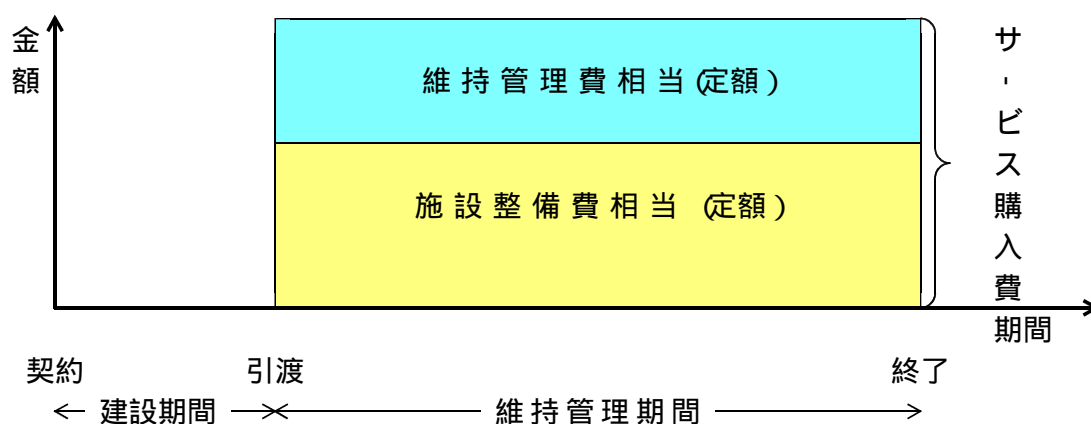 金額
維持管理費相当(定額)
施設整備費相当 (定額)
サ-ビス購入費
期間
契約
引渡
終了
建設期間
維持管理期間